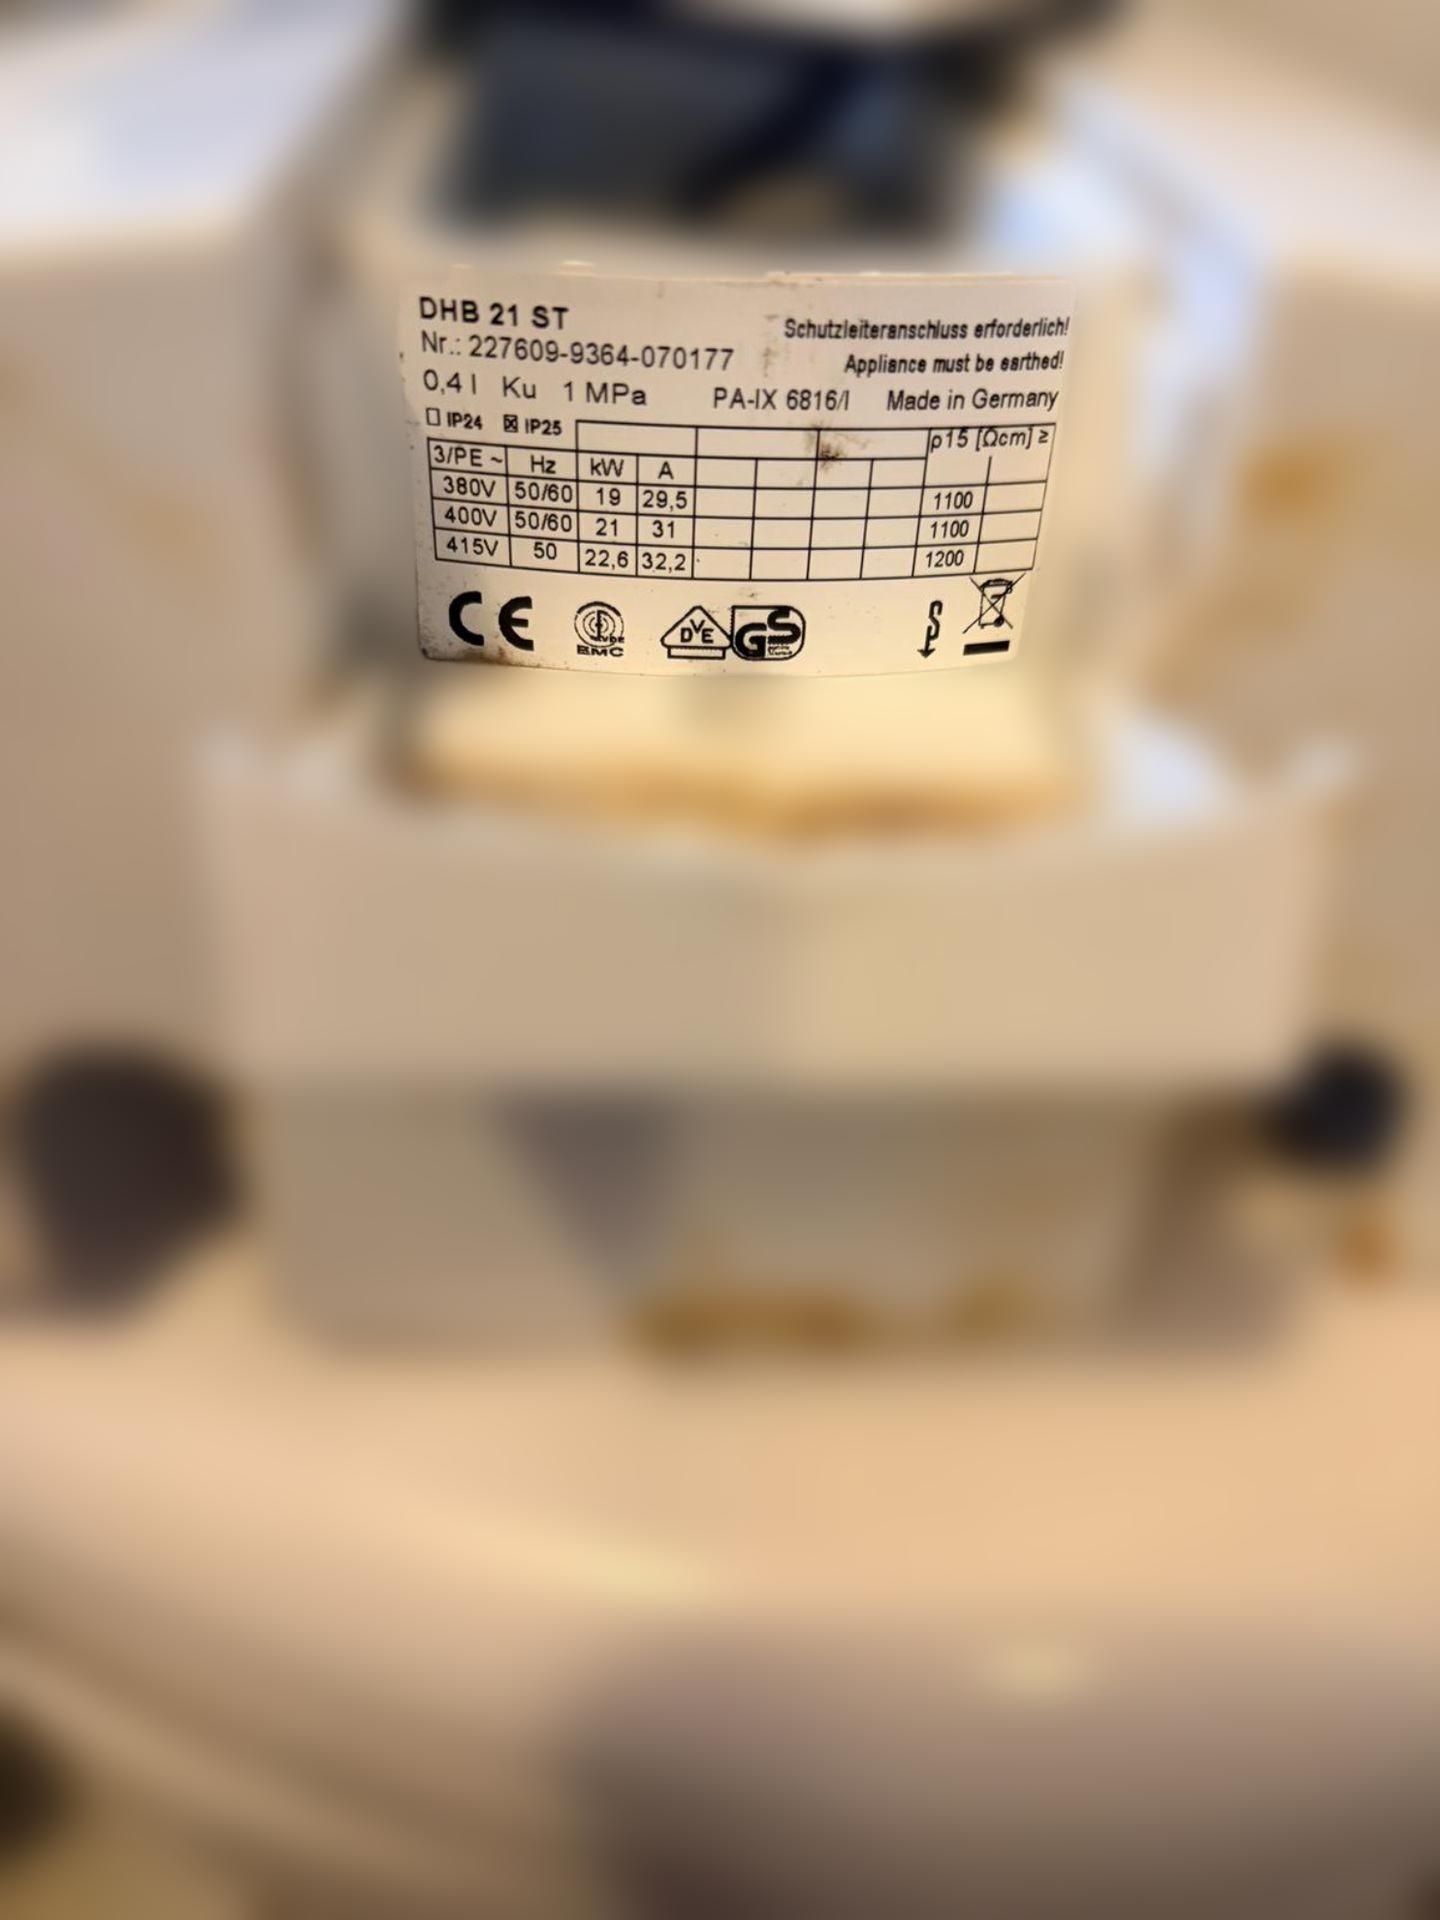 DHB 21 ST
Schutzleiteranschluss erforderlich!
Nr.: 227609-9364-070177
Appliance must be earthed!
0,4 l Ku 1 MPa PA-IX 6816/I Made in Germany
☐ IP24 ☒ IP25
ρ15 [Ωcm] ≥
3/PE ~ Hz kW A
380V 50/60 19 29,5 1100
400V 50/60 21 31 1100
415V 50 22,6 32,2 1200
CE VDE DVE GS S
EMC